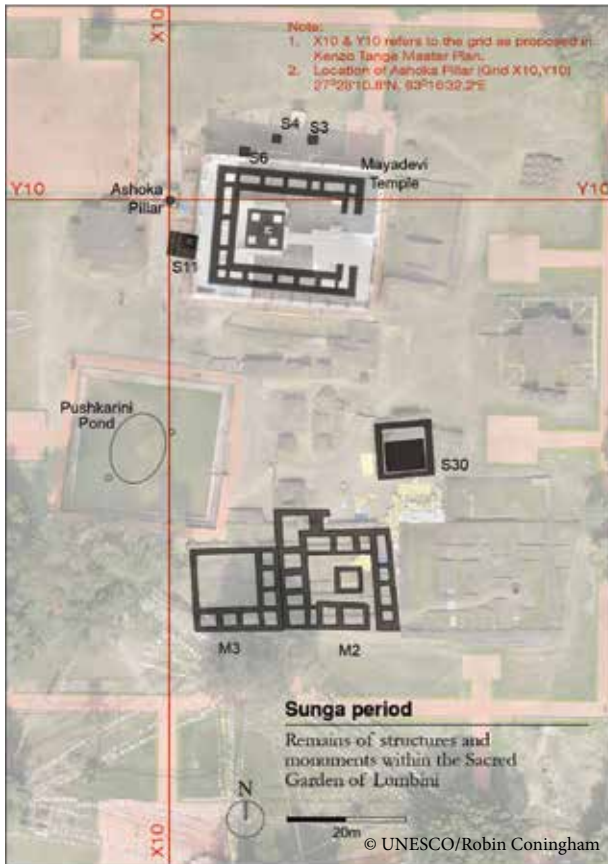 X10
Note:
1. X10 & Y10 refers to the grid as proposed in
Kenzo Tange Master Plan.
2. Location of Ashoka Pillar (Grid X10,Y10)
27°28'10.8"N, 83°16'32.2"E
S4
S3
S6
Mayadevi
Temple
Y10
Ashoka
Pillar
Y10
S11
Pushkarini
Pond
S30
M3
M2
Sunga period
Remains of structures and
monuments within the Sacred
Garden of Lumbini
N
20m
X10
© UNESCO/Robin Coningham